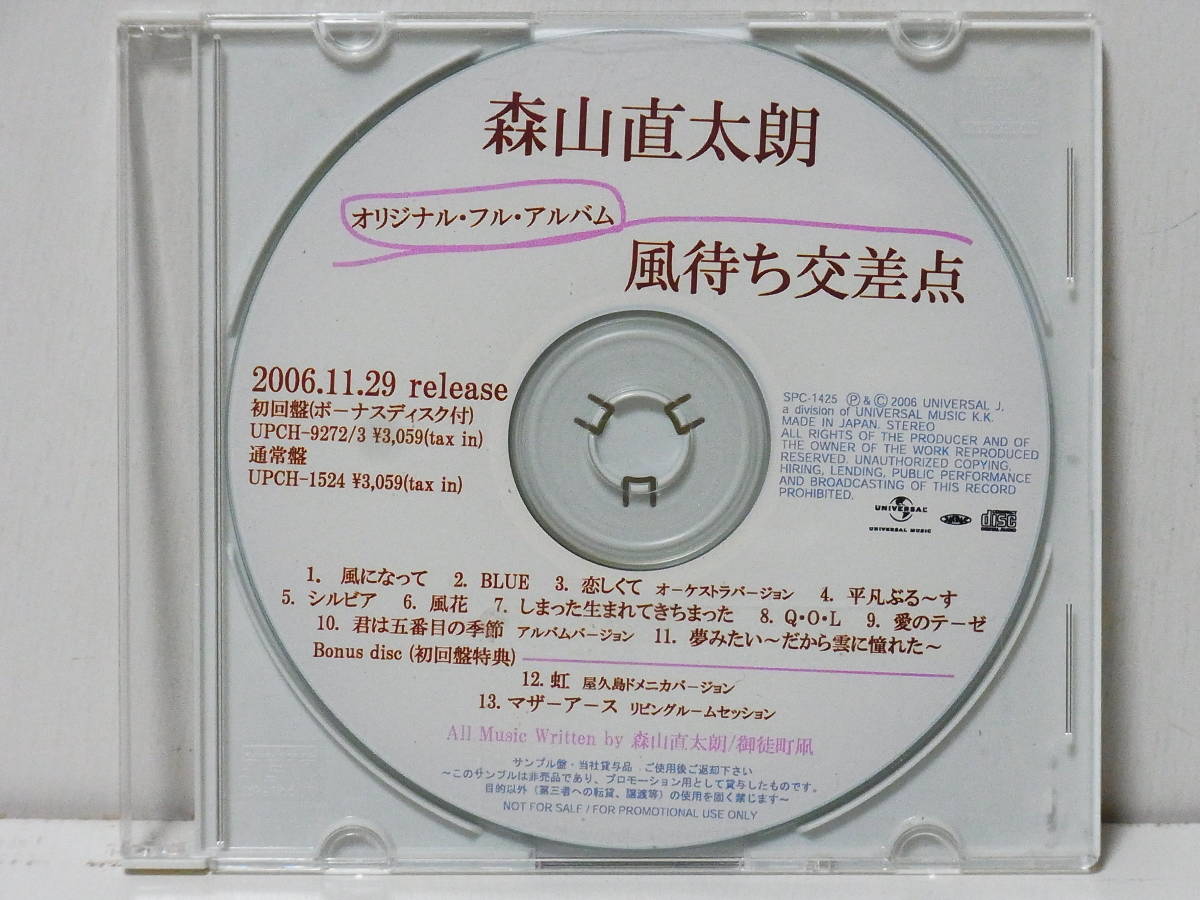 森山直太朗
オリジナル・フル・アルバム
風待ち交差点
2006.11.29 release
初回盤(ボーナスディスク付)
UPCH-9272/3 ¥3,059(tax in)
通常盤
UPCH-1524 ¥3,059(tax in)
SPC-1425 Ⓟ & Ⓒ 2006 UNIVERSAL J,
a division of UNIVERSAL MUSIC K.K.
MADE IN JAPAN. STEREO
ALL RIGHTS OF THE PRODUCER AND OF
THE OWNER OF THE WORK REPRODUCED
RESERVED. UNAUTHORIZED COPYING,
HIRING, LENDING, PUBLIC PERFORMANCE
AND BROADCASTING OF THIS RECORD
PROHIBITED.
UNIVERSAL
UNIVERSAL MUSIC
disc
DIGITAL AUDIO
1. 風になって 2. BLUE 3. 恋しくて オーケストラバージョン 4. 平凡ぶる〜す
5. シルビア 6. 風花 7. しまった生まれてきちまった 8. Q・O・L 9. 愛のテーゼ
10. 君は五番目の季節 アルバムバージョン 11. 夢みたい〜だから雲に憧れた〜
Bonus disc (初回盤特典)
12. 虹 屋久島ドメニカバージョン
13. マザーアース リビングルームセッション
All Music Written by 森山直太朗/御徒町凧
サンプル盤・当社貸与品 ご使用後ご返却下さい
〜このサンプルは非売品であり、プロモーション用として貸与したものです。
目的以外（第三者への転貸、譲渡等）の使用を固く禁じます〜
NOT FOR SALE / FOR PROMOTIONAL USE ONLY